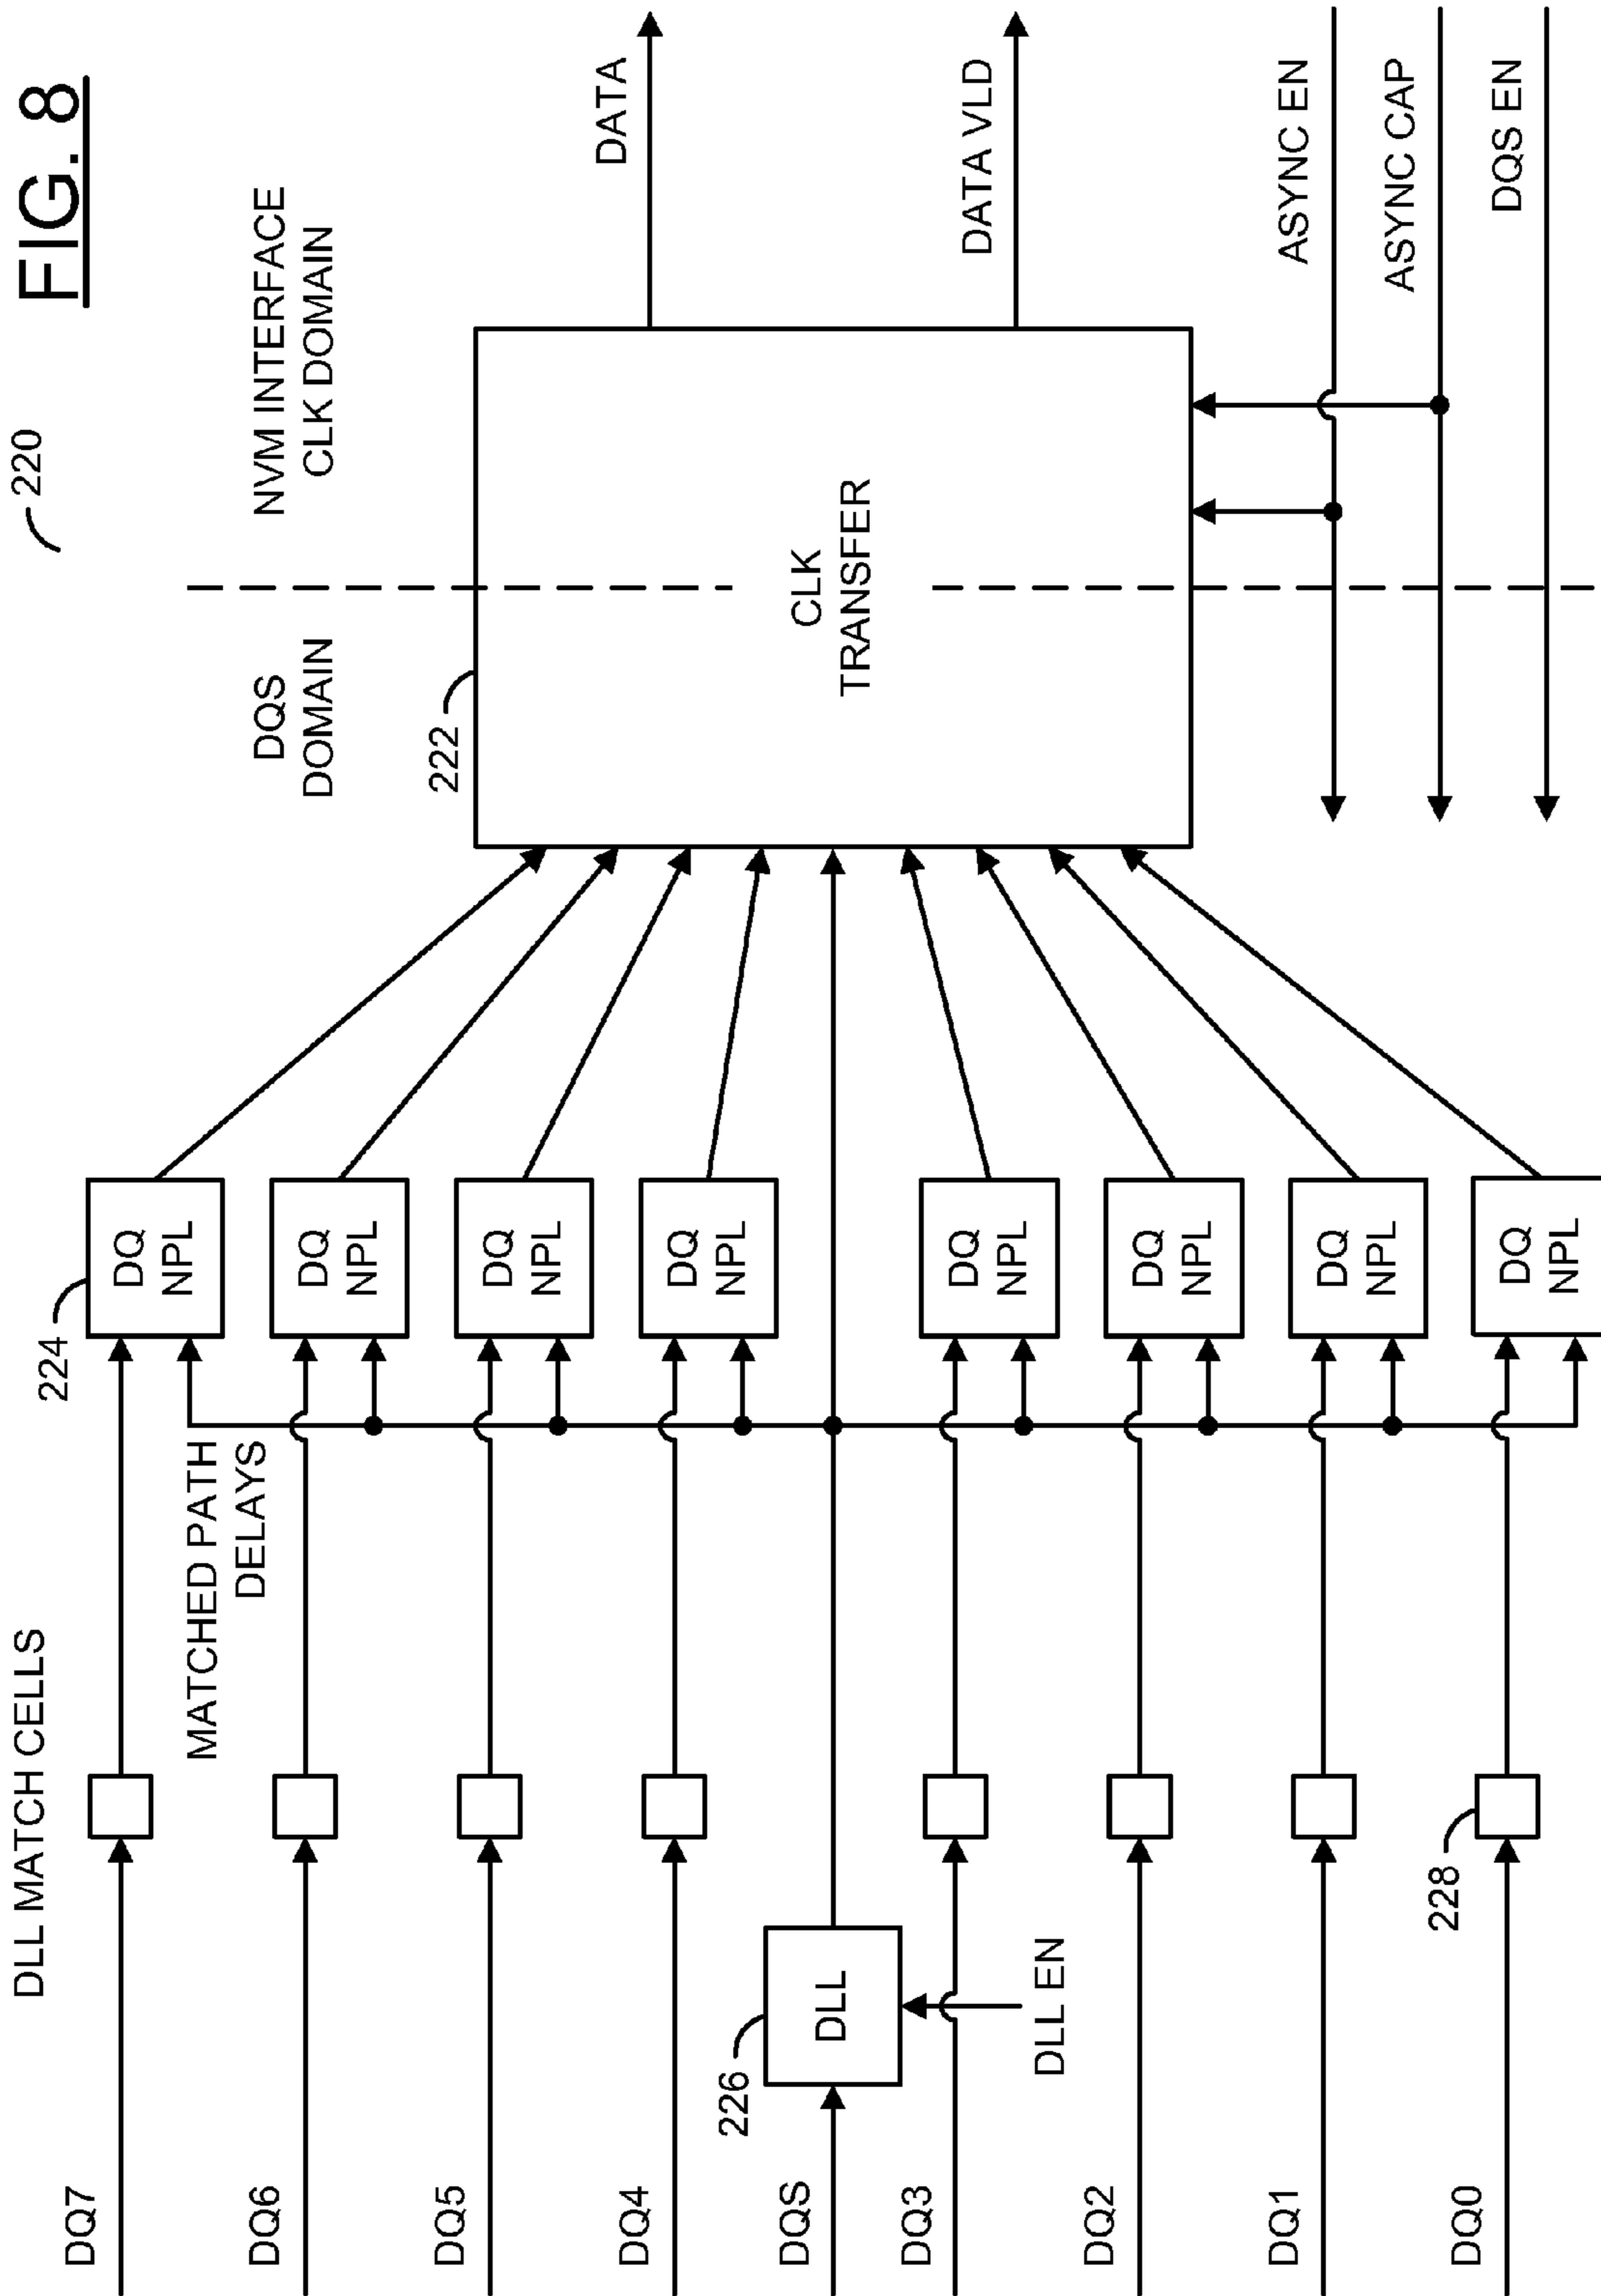 FIG. 8
220
DLL MATCH CELLS
MATCHED PATH
DELAYS
DQS
DOMAIN
NVM INTERFACE
CLK DOMAIN
DQ7
DQ6
DQ5
DQ4
DQS
DQ3
DQ2
DQ1
DQ0
226
DLL
DLL EN
228
224
DQ
NPL
DQ
NPL
DQ
NPL
DQ
NPL
DQ
NPL
DQ
NPL
DQ
NPL
DQ
NPL
222
CLK
TRANSFER
DATA
DATA VLD
ASYNC EN
ASYNC CAP
DQS EN